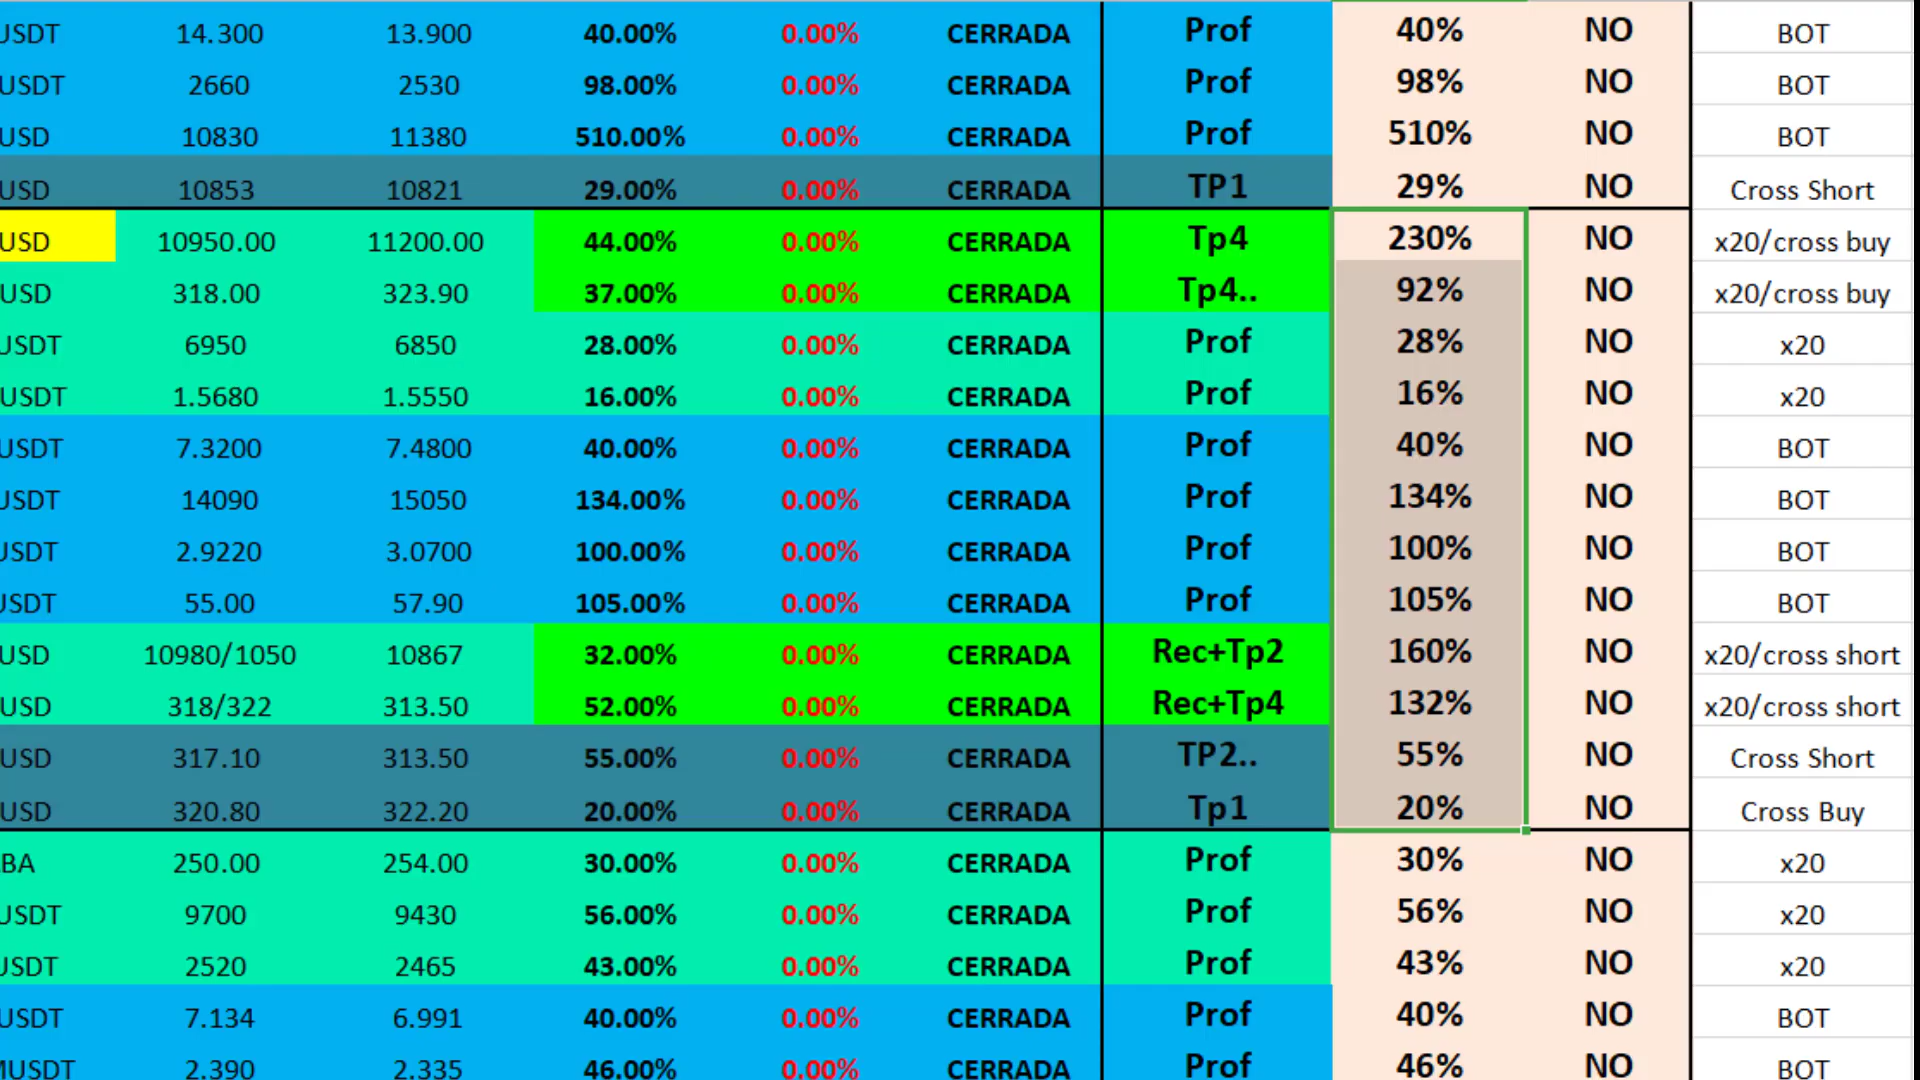 USDT 14.300 13.900 40.00% 0.00% CERRADA Prof 40% NO BOT
USDT 2660 2530 98.00% 0.00% CERRADA Prof 98% NO BOT
USD 10830 11380 510.00% 0.00% CERRADA Prof 510% NO BOT
USD 10853 10821 29.00% 0.00% CERRADA TP1 29% NO Cross Short
USD 10950.00 11200.00 44.00% 0.00% CERRADA Tp4 230% NO x20/cross buy
USD 318.00 323.90 37.00% 0.00% CERRADA Tp4.. 92% NO x20/cross buy
USDT 6950 6850 28.00% 0.00% CERRADA Prof 28% NO x20
USDT 1.5680 1.5550 16.00% 0.00% CERRADA Prof 16% NO x20
USDT 7.3200 7.4800 40.00% 0.00% CERRADA Prof 40% NO BOT
USDT 14090 15050 134.00% 0.00% CERRADA Prof 134% NO BOT
USDT 2.9220 3.0700 100.00% 0.00% CERRADA Prof 100% NO BOT
USDT 55.00 57.90 105.00% 0.00% CERRADA Prof 105% NO BOT
USD 10980/1050 10867 32.00% 0.00% CERRADA Rec+Tp2 160% NO x20/cross short
USD 318/322 313.50 52.00% 0.00% CERRADA Rec+Tp4 132% NO x20/cross short
USD 317.10 313.50 55.00% 0.00% CERRADA TP2.. 55% NO Cross Short
USD 320.80 322.20 20.00% 0.00% CERRADA Tp1 20% NO Cross Buy
BA 250.00 254.00 30.00% 0.00% CERRADA Prof 30% NO x20
USDT 9700 9430 56.00% 0.00% CERRADA Prof 56% NO x20
USDT 2520 2465 43.00% 0.00% CERRADA Prof 43% NO x20
USDT 7.134 6.991 40.00% 0.00% CERRADA Prof 40% NO BOT
MUSDT 2.390 2.335 46.00% 0.00% CERRADA Prof 46% NO BOT